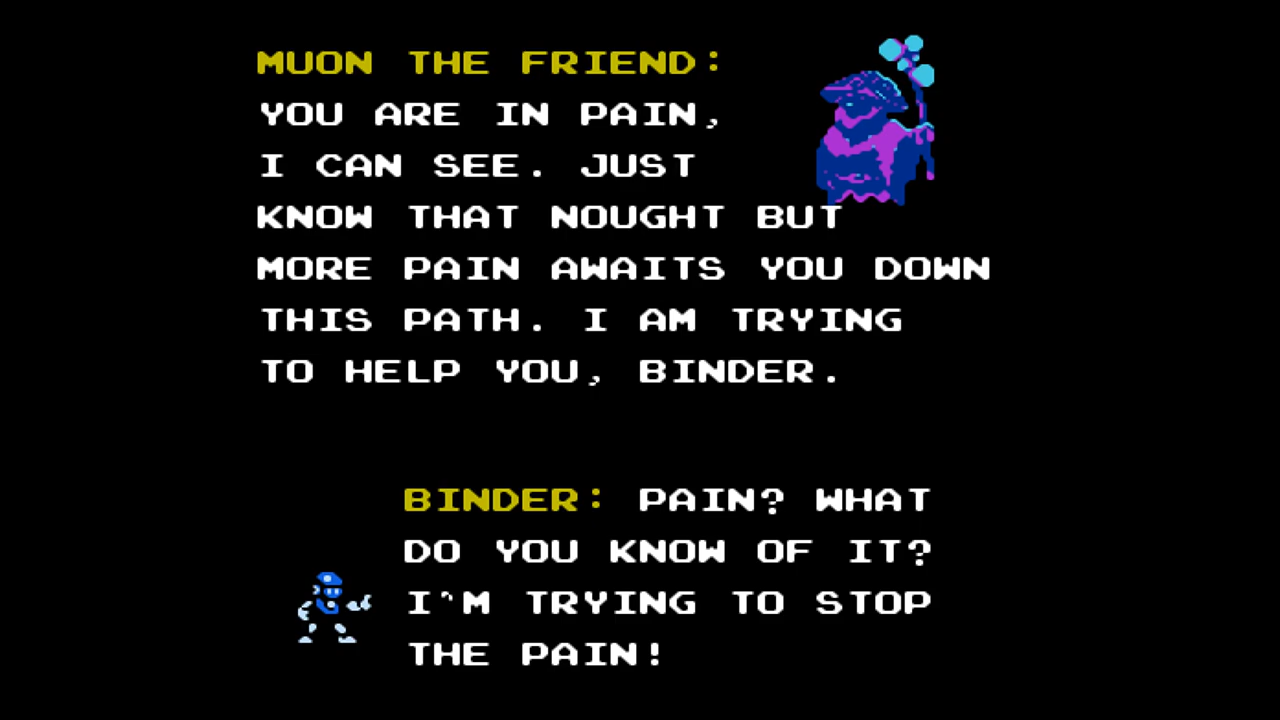 MUON THE FRIEND:
YOU ARE IN PAIN,
I CAN SEE. JUST
KNOW THAT NOUGHT BUT
MORE PAIN AWAITS YOU DOWN
THIS PATH. I AM TRYING
TO HELP YOU, BINDER.
BINDER: PAIN? WHAT
DO YOU KNOW OF IT?
I'M TRYING TO STOP
THE PAIN!